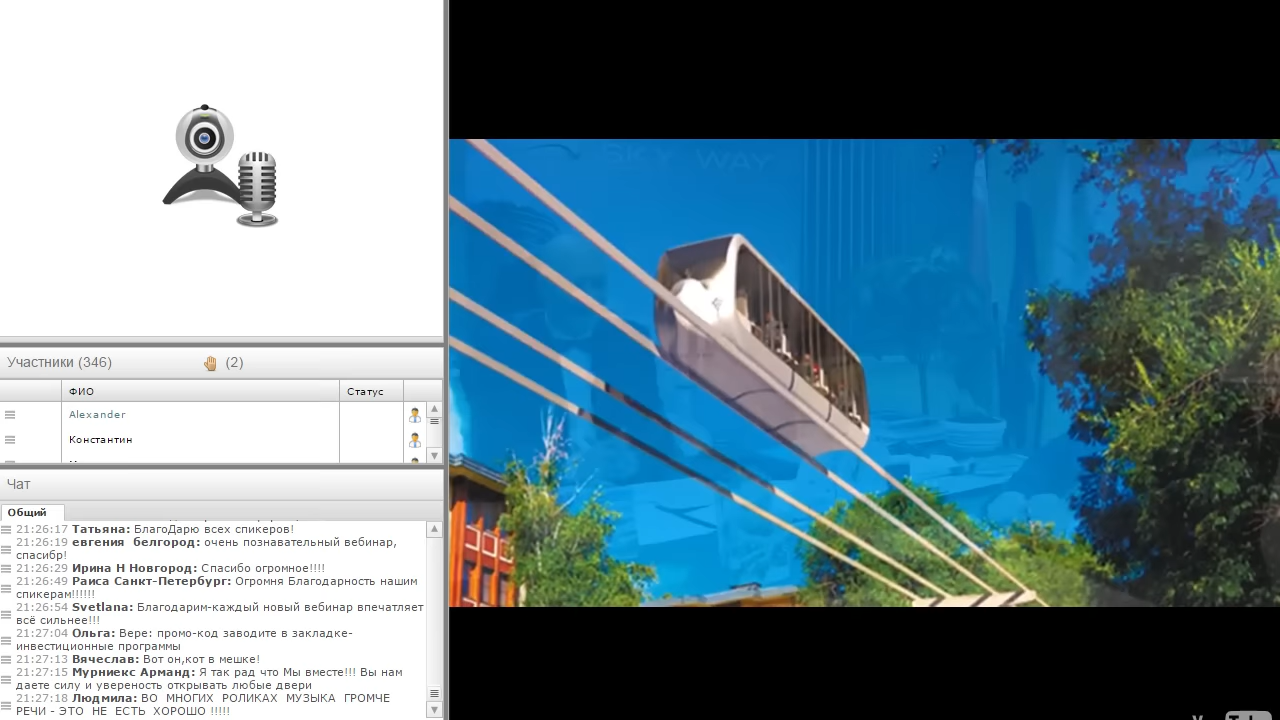 Участники (346) (2)
ФИО Статус
Alexander
Константин
Чат
Общий
21:26:17 Татьяна: БлагоДарю всех спикеров!
21:26:19 евгения белгород: очень познавательный вебинар,
спасибр!
21:26:29 Ирина Н Новгород: Спасибо огромное!!!!
21:26:49 Раиса Санкт-Петербург: Огромня Благодарность нашим
спикерам!!!!!!
21:26:54 Svetlana: Благодарим-каждый новый вебинар впечатляет
всё сильнее!!!
21:27:04 Ольга: Вере: промо-код заводите в закладке-
инвестиционные программы
21:27:13 Вячеслав: Вот он,кот в мешке!
21:27:15 Мурниекс Арманд: Я так рад что Мы вместе!!! Вы нам
даете силу и увереность открывать любые двери
21:27:18 Людмила: ВО МНОГИХ РОЛИКАХ МУЗЫКА ГРОМЧЕ
РЕЧИ - ЭТО НЕ ЕСТЬ ХОРОШО !!!!!
SKY WAY